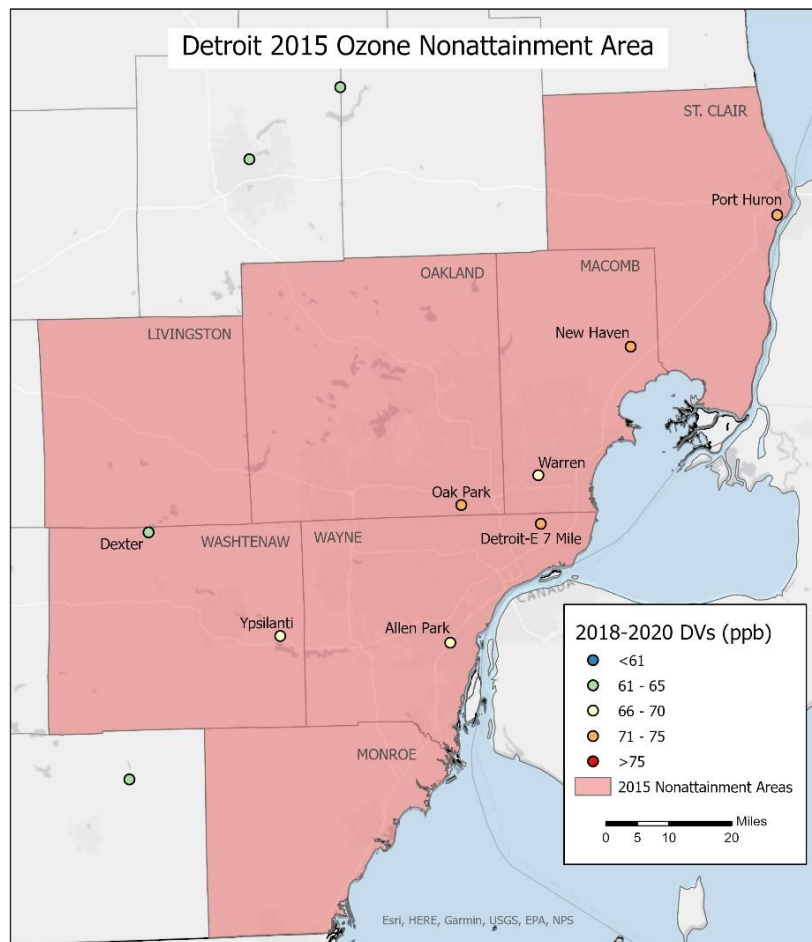 Detroit 2015 Ozone Nonattainment Area
ST. CLAIR
Port Huron
OAKLAND
MACOMB
LIVINGSTON
New Haven
Warren
Oak Park
Dexter
WASHTENAW
WAYNE
Detroit-E 7 Mile
CANADA
Ypsilanti
Allen Park
MONROE
2018-2020 DVs (ppb)
<61
61 - 65
66 - 70
71 - 75
>75
2015 Nonattainment Areas
Miles
0 5 10 20
Esri, HERE, Garmin, USGS, EPA, NPS